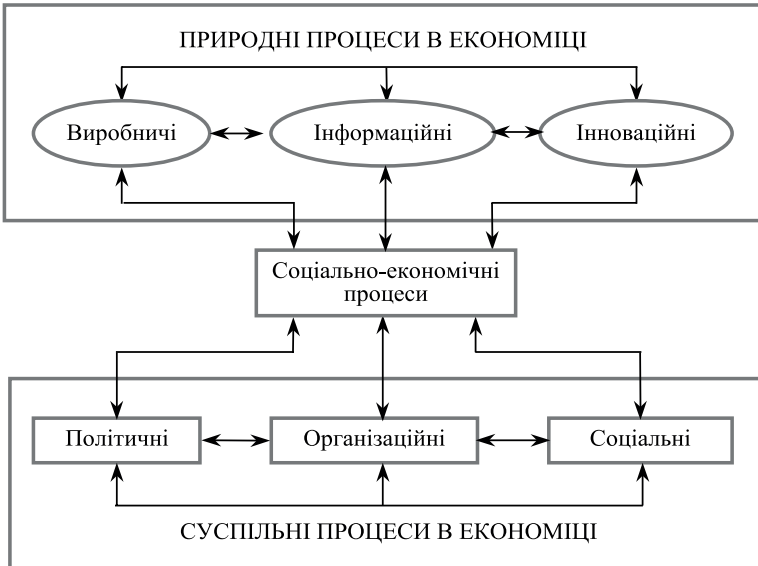 ПРИРОДНІ ПРОЦЕСИ В ЕКОНОМІЦІ
Виробничі
Інформаційні
Інноваційні
Соціально-економічні
процеси
Політичні
Організаційні
Соціальні
СУСПІЛЬНІ ПРОЦЕСИ В ЕКОНОМІЦІ